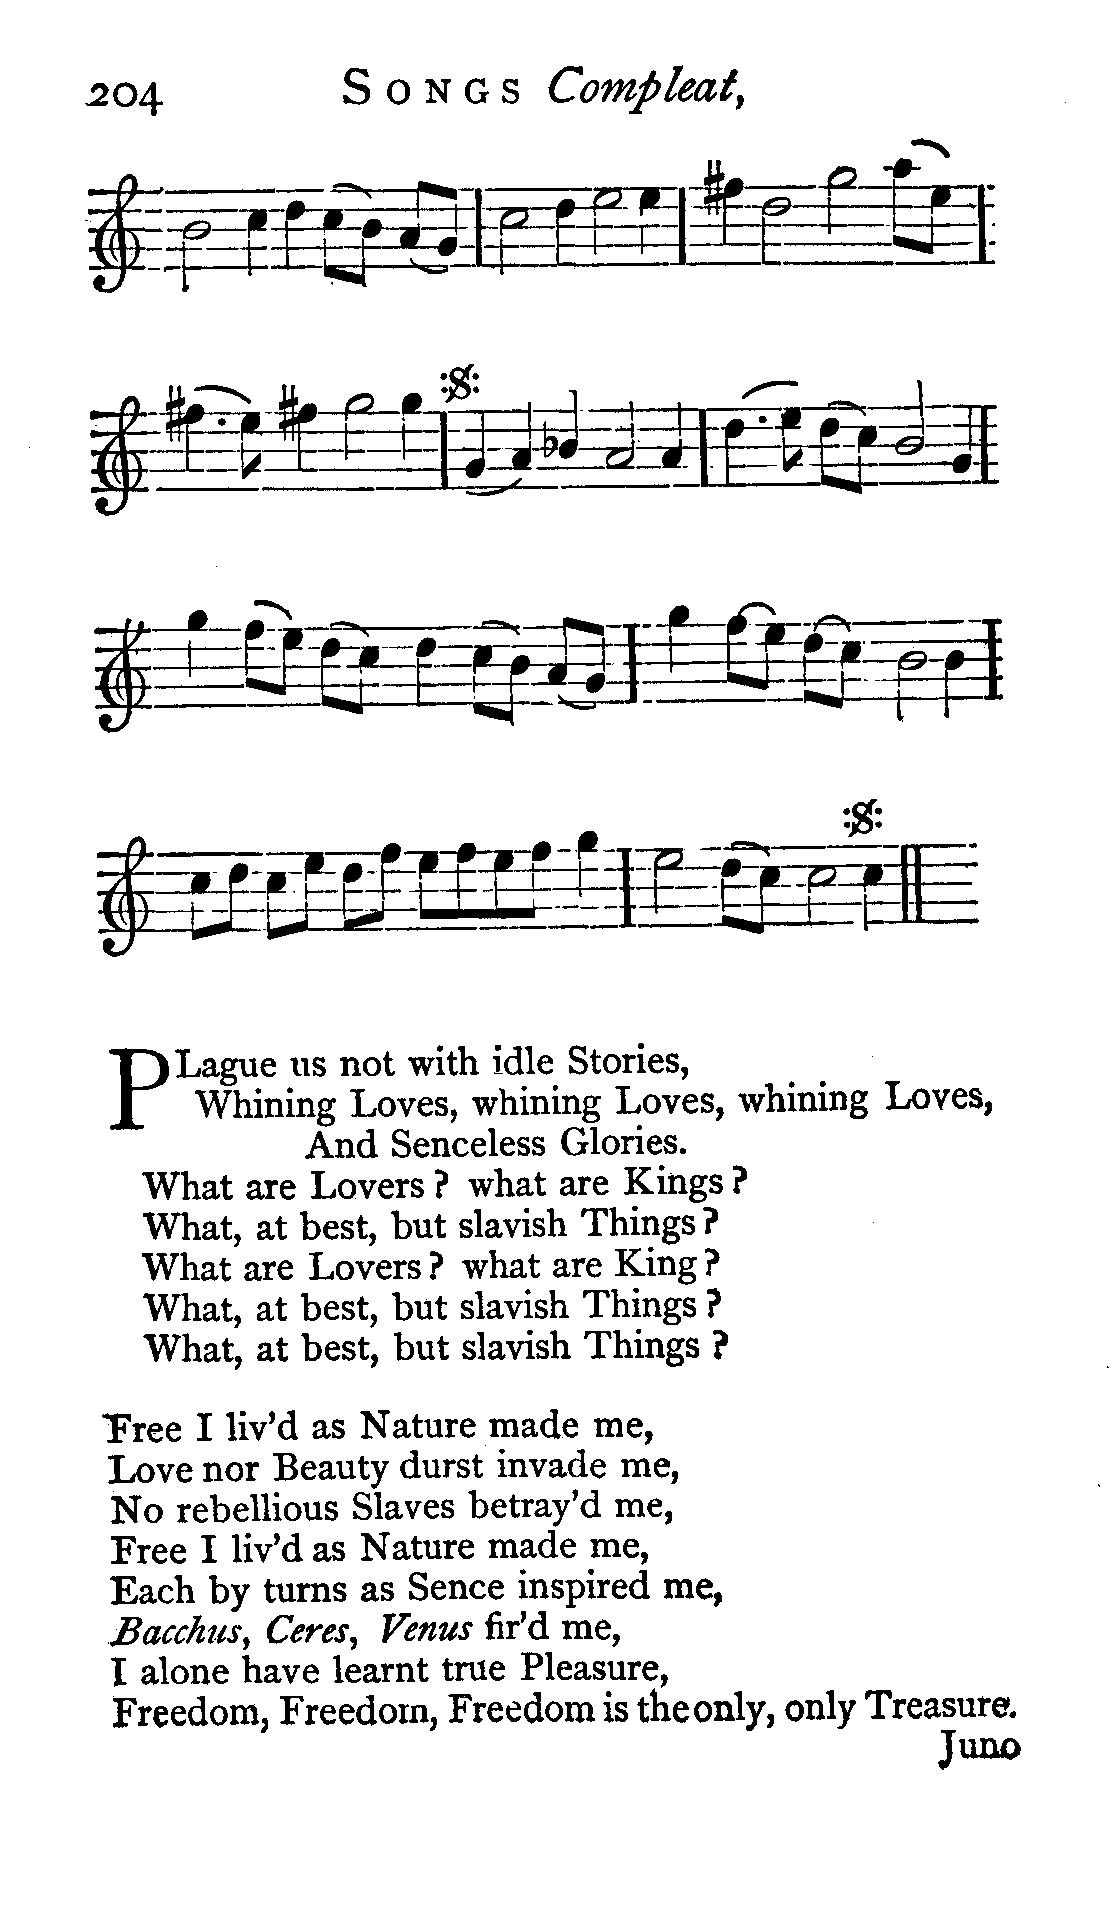 204 SONGS Compleat,
PLague us not with idle Stories,
Whining Loves, whining Loves, whining Loves,
And Senceless Glories.
What are Lovers? what are Kings?
What, at best, but slavish Things?
What are Lovers? what are King?
What, at best, but slavish Things?
What, at best, but slavish Things?
Free I liv'd as Nature made me,
Love nor Beauty durst invade me,
No rebellious Slaves betray'd me,
Free I liv'd as Nature made me,
Each by turns as Sence inspired me,
Bacchus, Ceres, Venus fir'd me,
I alone have learnt true Pleasure,
Freedom, Freedom, Freedom is the only, only Treasure.
Juno